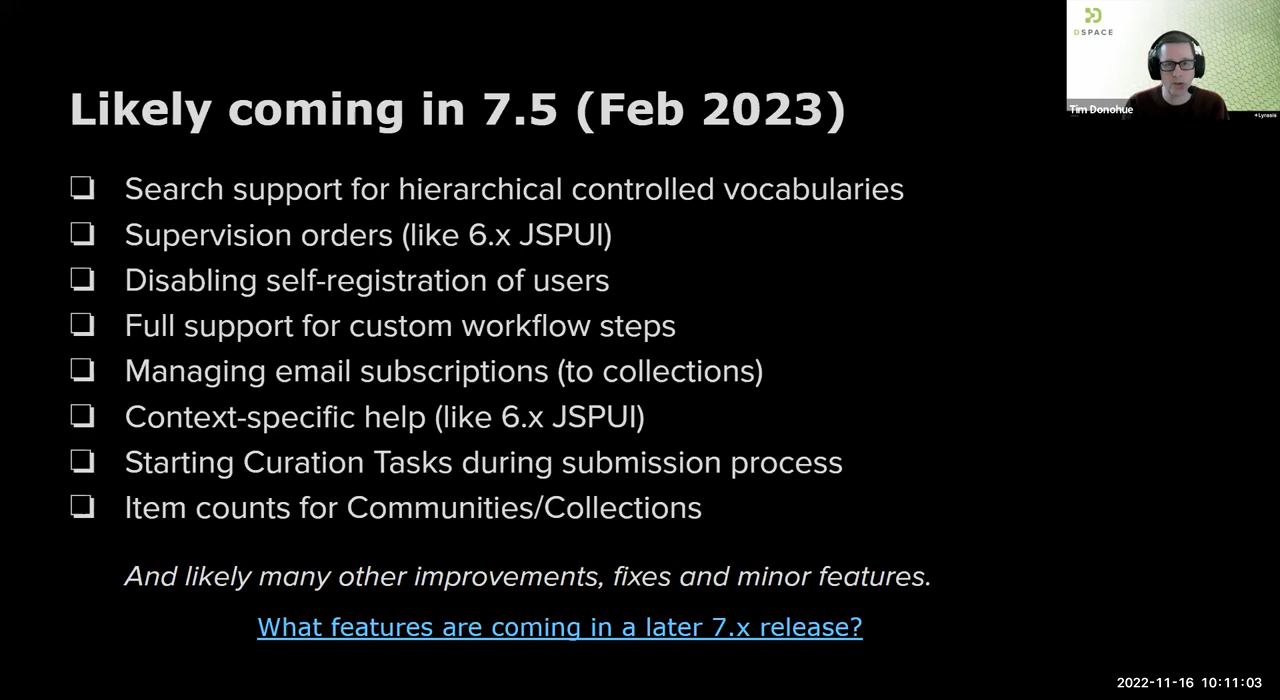 DSPACE
Tim Donohue
Lyrasis
Likely coming in 7.5 (Feb 2023)
❏ Search support for hierarchical controlled vocabularies
❏ Supervision orders (like 6.x JSPUI)
❏ Disabling self-registration of users
❏ Full support for custom workflow steps
❏ Managing email subscriptions (to collections)
❏ Context-specific help (like 6.x JSPUI)
❏ Starting Curation Tasks during submission process
❏ Item counts for Communities/Collections
And likely many other improvements, fixes and minor features.
What features are coming in a later 7.x release?
2022-11-16 10:11:03